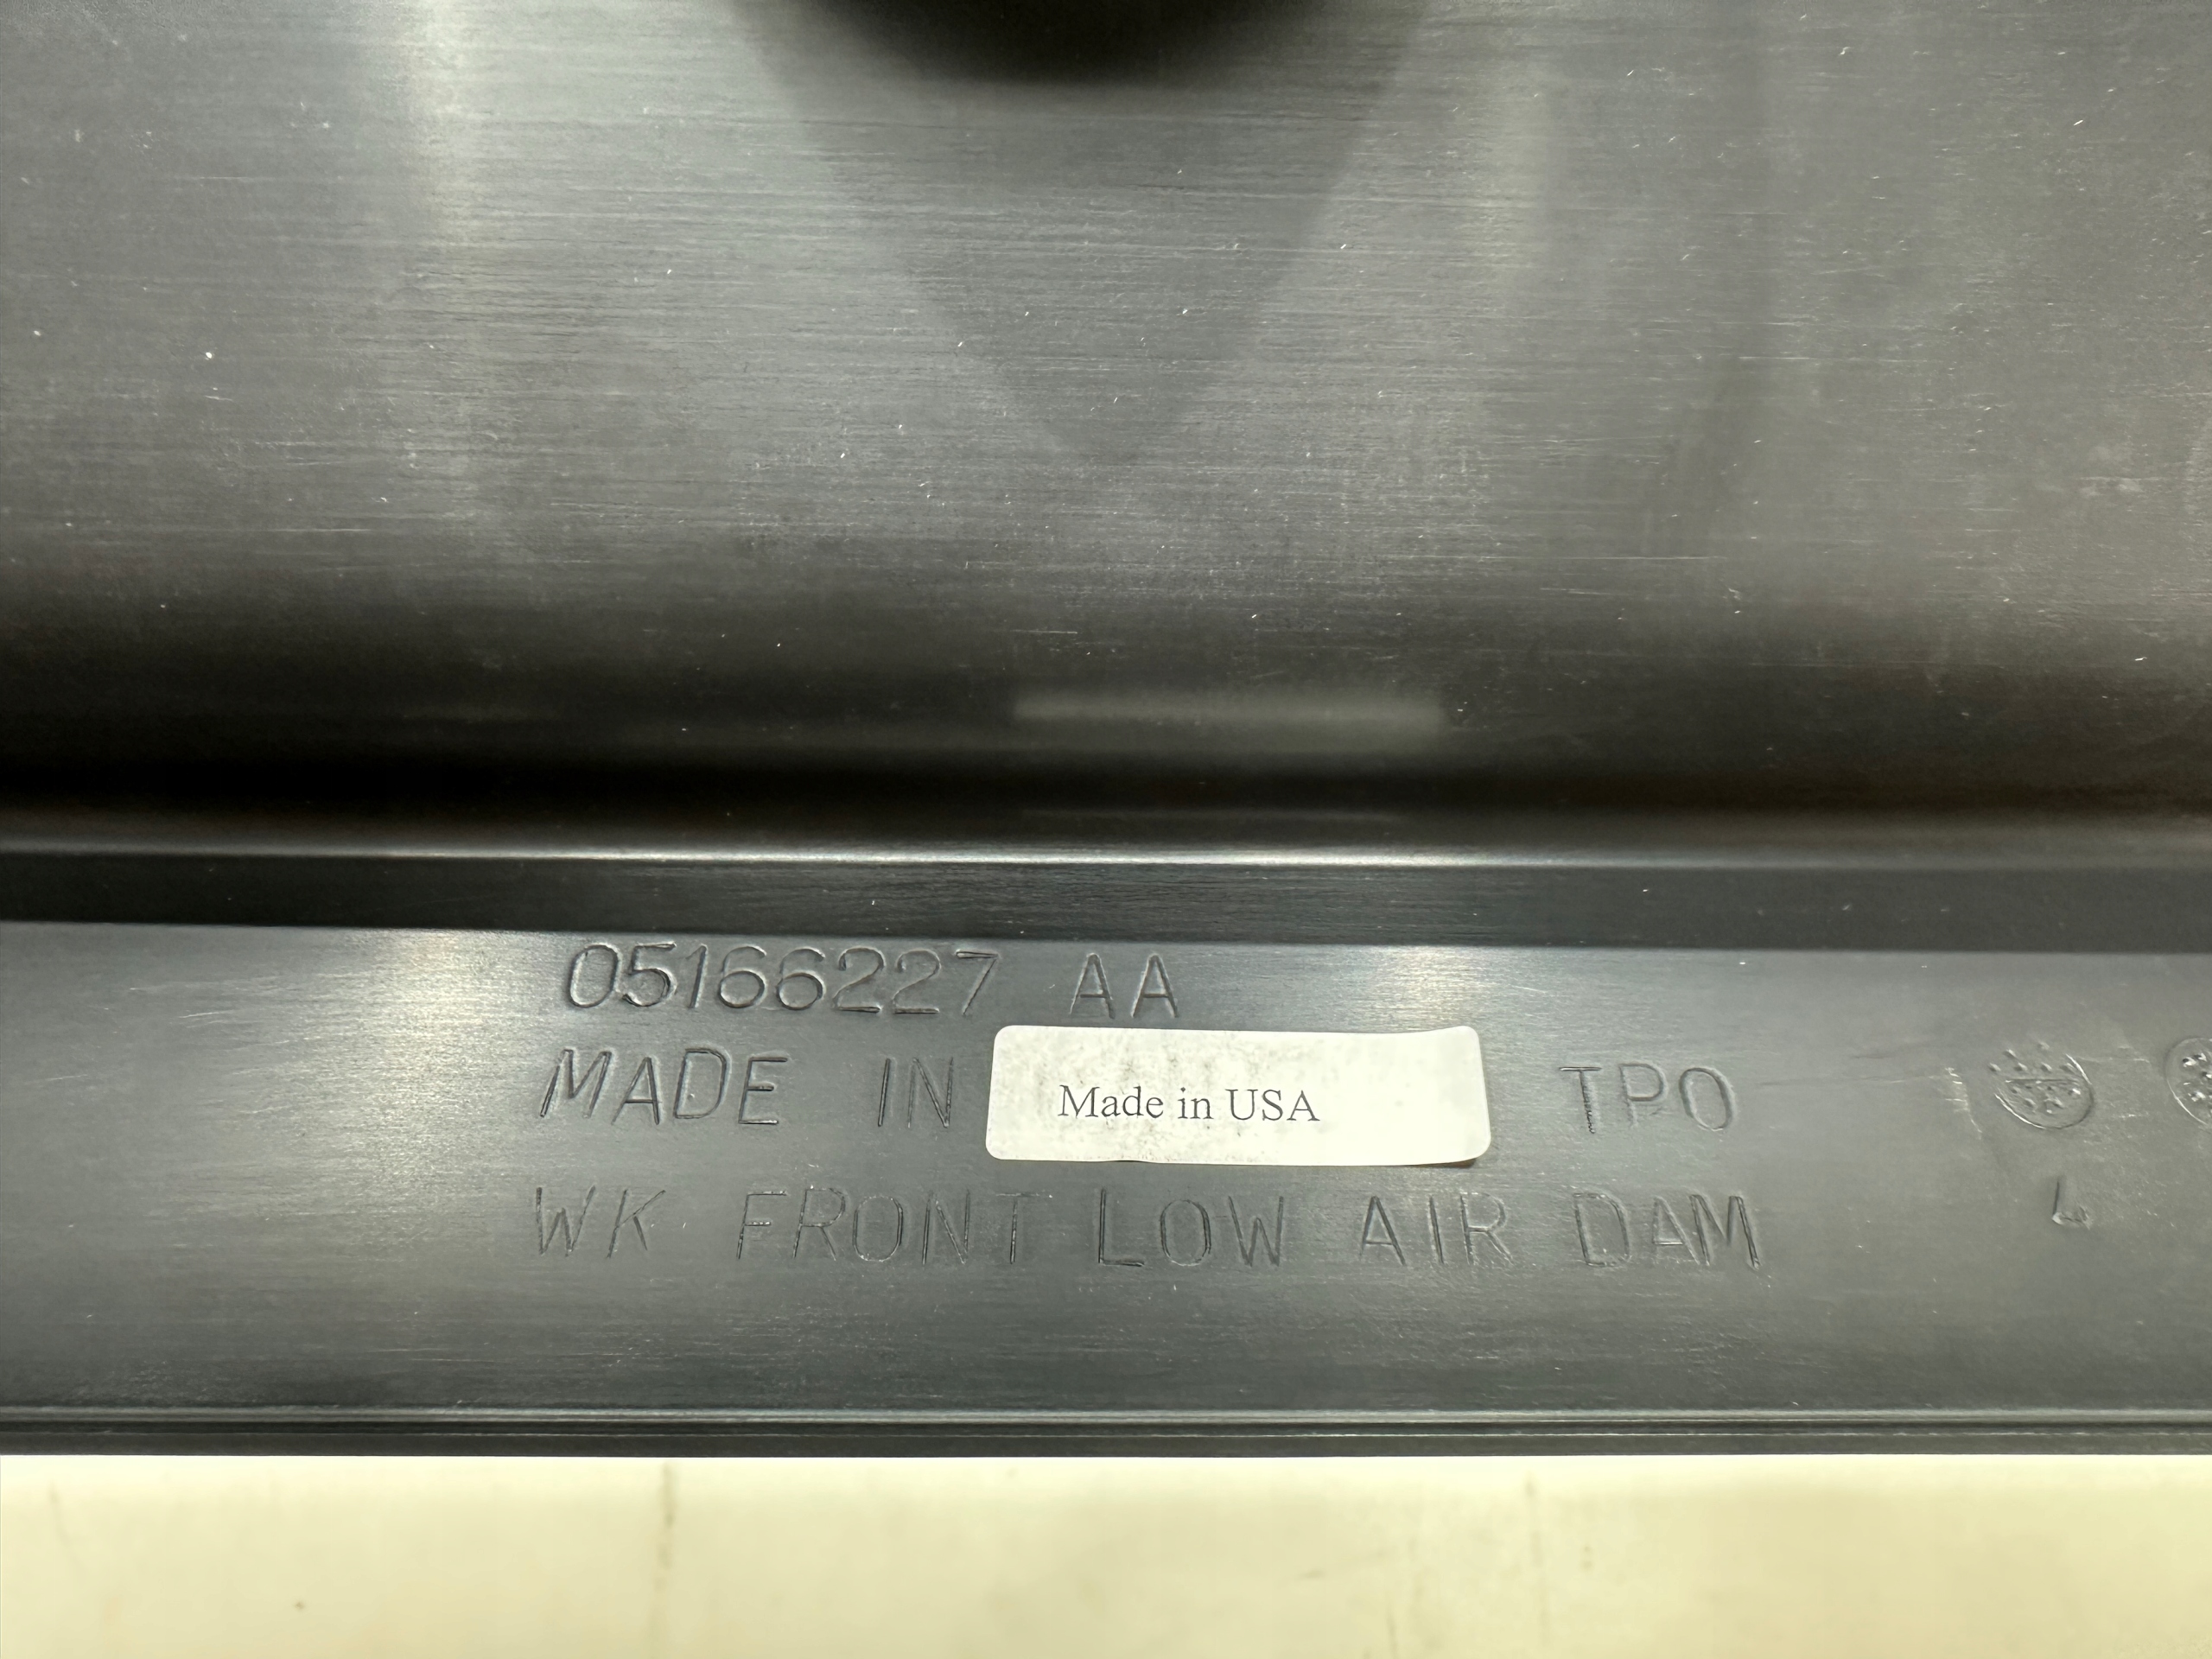 05166227 AA
MADE IN Made in USA TPO
WK FRONT LOW AIR DAM